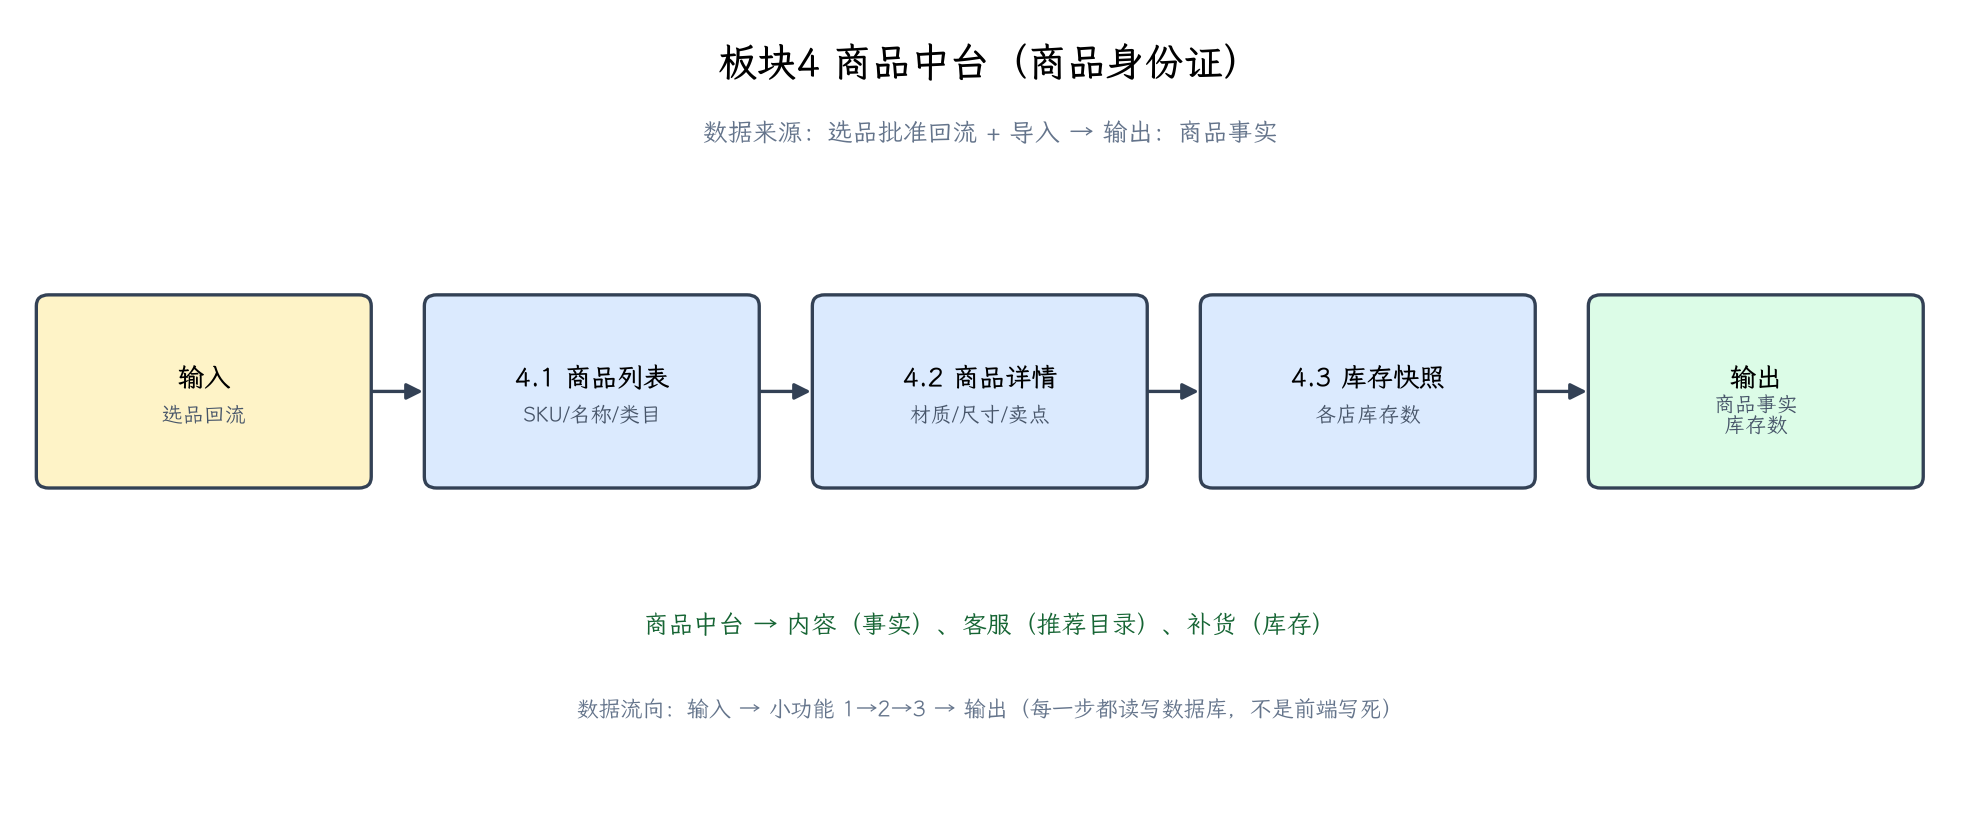 板块4 商品中台（商品身份证）
数据来源：选品批准回流 + 导入 → 输出：商品事实
输入
选品回流
4.1 商品列表
SKU/名称/类目
4.2 商品详情
材质/尺寸/卖点
4.3 库存快照
各店库存数
输出
商品事实
库存数
商品中台 → 内容（事实）、客服（推荐目录）、补货（库存）
数据流向：输入 → 小功能 1→2→3 → 输出（每一步都读写数据库，不是前端写死）